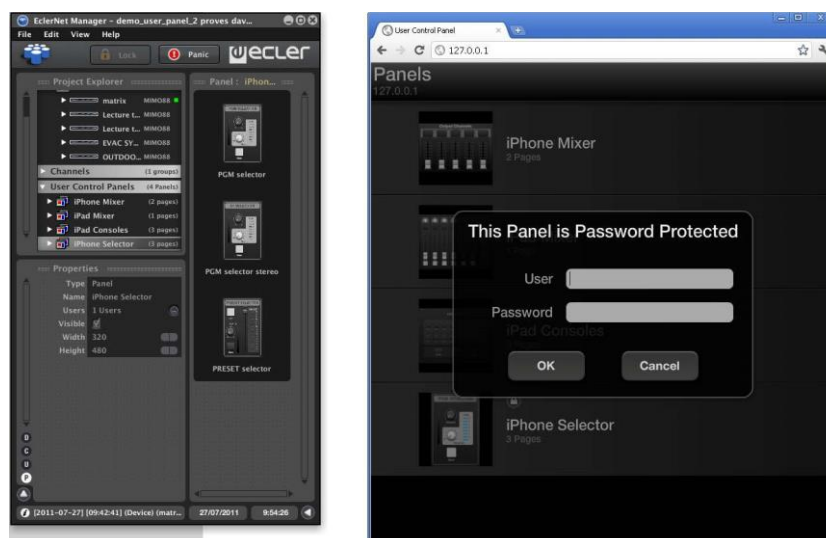 EclerNet Manager - demo_user_panel_2 proves dav...
File Edit View Help
Lock
Panic
ecler
Project Explorer
matrix MIMO88
Lecture t... MIMO88
Lecture t... MIMO88
EVAC SY... MIMO88
OUTDOO... MIMO88
Channels (1 groups)
User Control Panels (4 Panels)
iPhone Mixer (2 pages)
iPad Mixer (1 pages)
iPad Consoles (3 pages)
iPhone Selector (3 pages)
Properties
Type Panel
Name iPhone Selector
Users 1 Users
Visible
Width 320
Height 480
D
C
U
P
[2011-07-27] [09:42:41] (Device) (matr...
27/07/2011
9:54:26
Panel : iPhon...
PGM selector
PGM selector stereo
PRESET selector
User Control Panel
127.0.0.1
Panels
127.0.0.1
iPhone Mixer
2 Pages
This Panel is Password Protected
User
Password
iPad Consoles
OK
Cancel
iPhone Selector
3 Pages